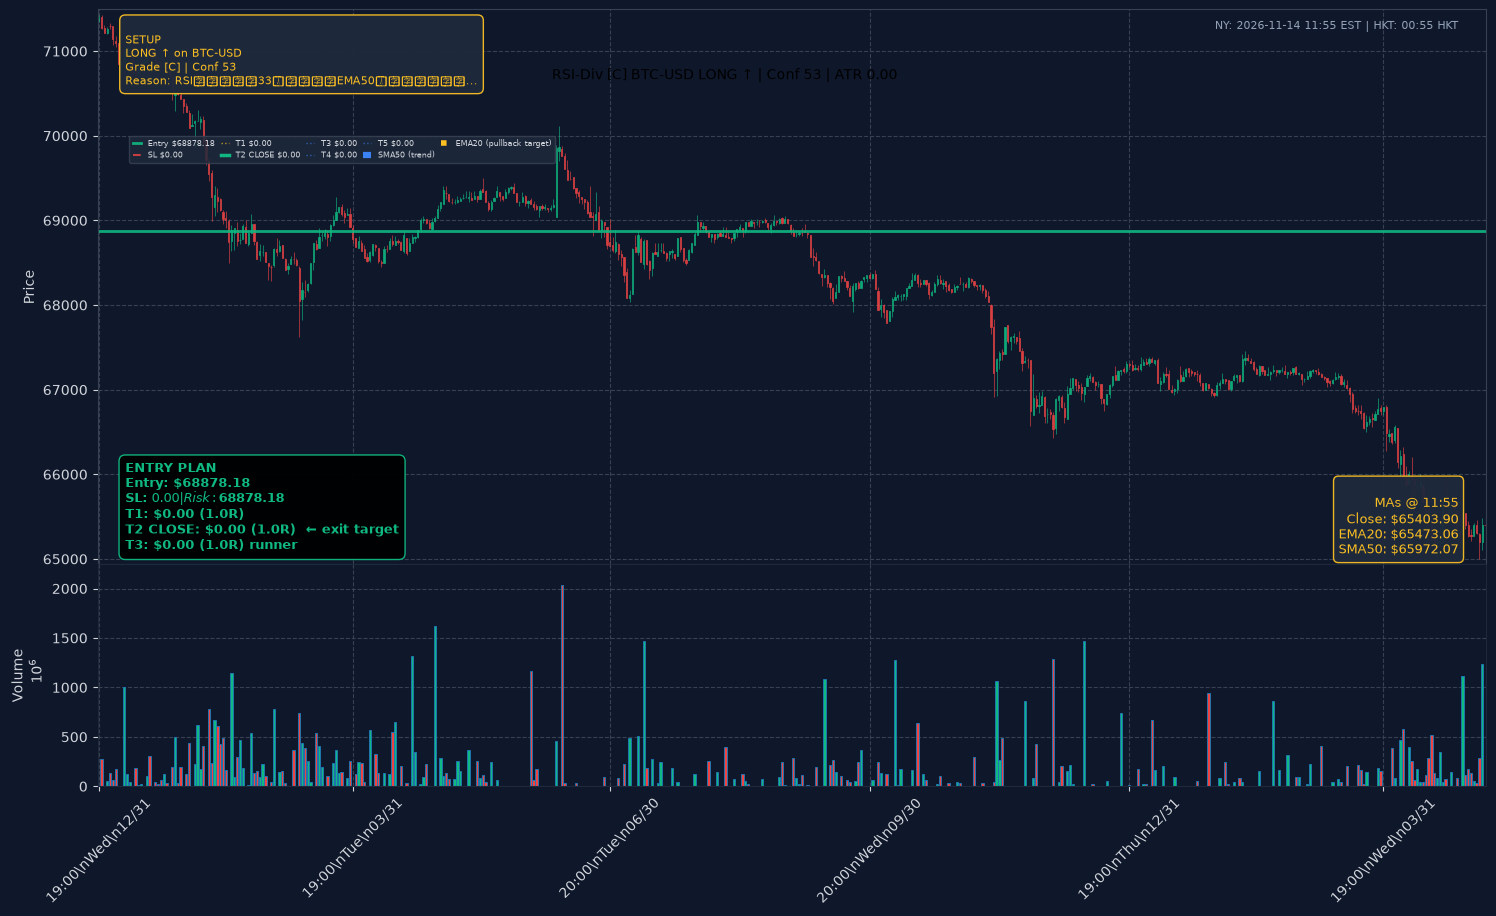 NY: 2026-11-14 11:55 EST | HKT: 00:55 HKT
SETUP
LONG ↑ on BTC-USD
Grade [C] | Conf 53
Reason: RSI33EMA50...
RSI-Div [C] BTC-USD LONG ↑ | Conf 53 | ATR 0.00
Entry $68878.18
T1 $0.00
T3 $0.00
T5 $0.00
EMA20 (pullback target)
SL $0.00
T2 CLOSE $0.00
T4 $0.00
SMA50 (trend)
Price
71000
70000
69000
68000
67000
66000
65000
ENTRY PLAN
Entry: $68878.18
SL: 0.00|Risk:68878.18
T1: $0.00 (1.0R)
T2 CLOSE: $0.00 (1.0R) ← exit target
T3: $0.00 (1.0R) runner
MAs @ 11:55
Close: $65403.90
EMA20: $65473.06
SMA50: $65972.07
Volume
10⁶
2000
1500
1000
500
0
19:00\nWed\n12/31
19:00\nTue\n03/31
20:00\nTue\n06/30
20:00\nWed\n09/30
19:00\nThu\n12/31
19:00\nWed\n03/31